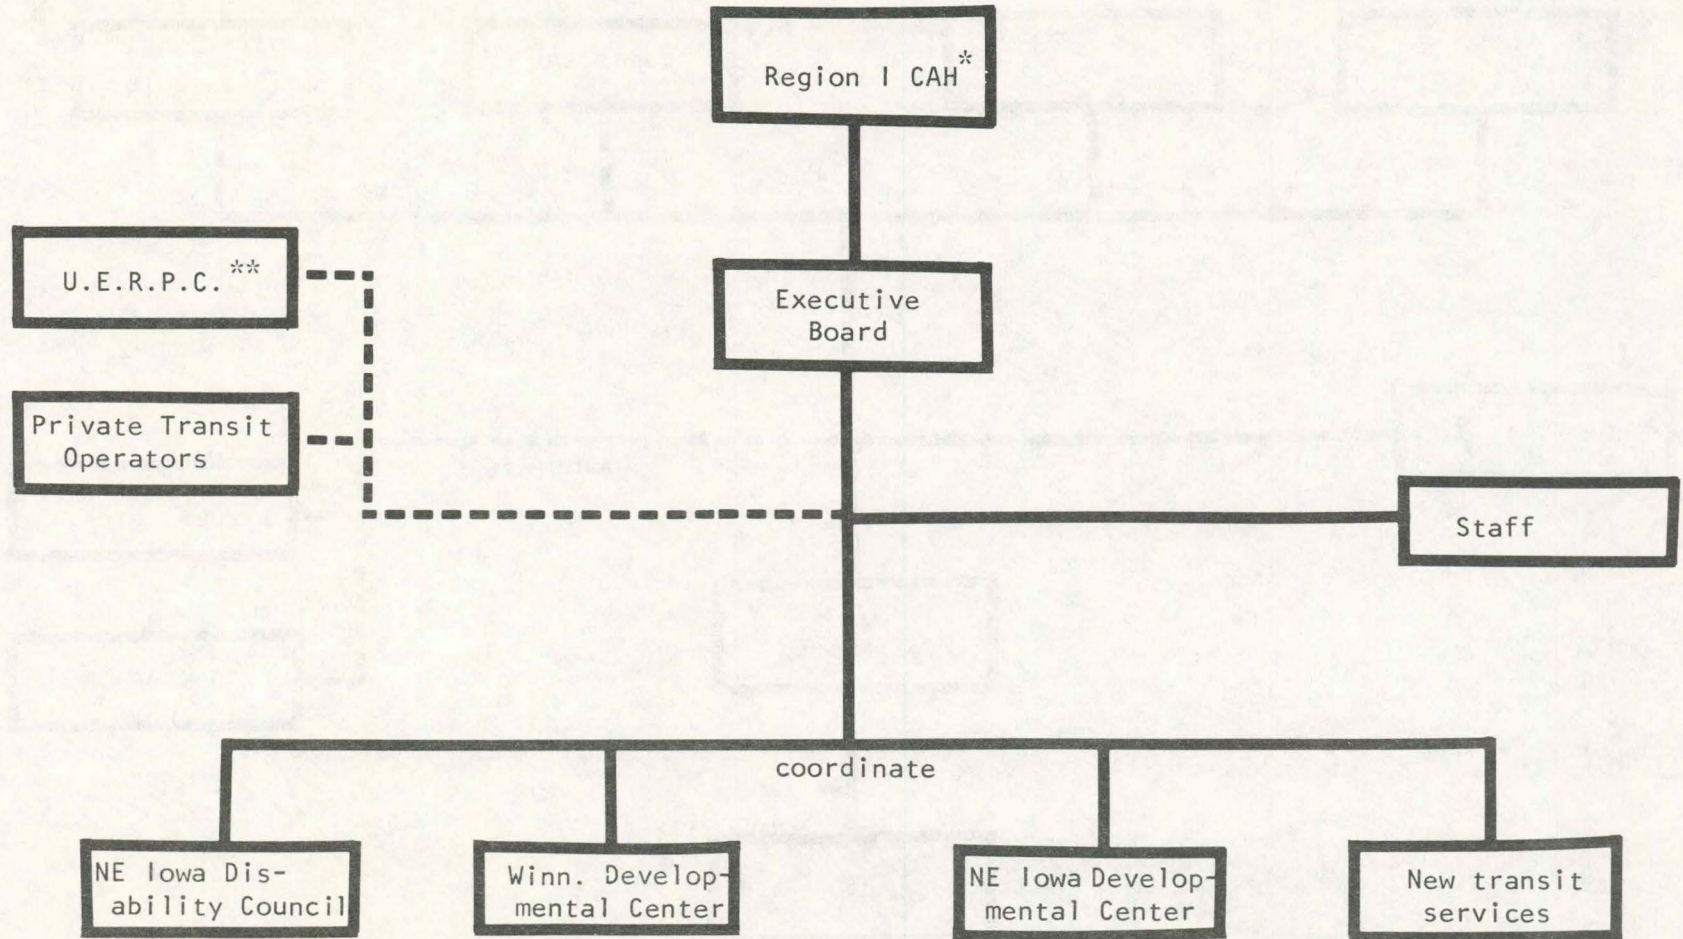 Region I CAH*
U.E.R.P.C. **
Executive
Board
Private Transit
Operators
Staff
coordinate
NE Iowa Dis-
ability Council
Winn. Develop-
mental Center
NE Iowa Develop-
mental Center
New transit
services